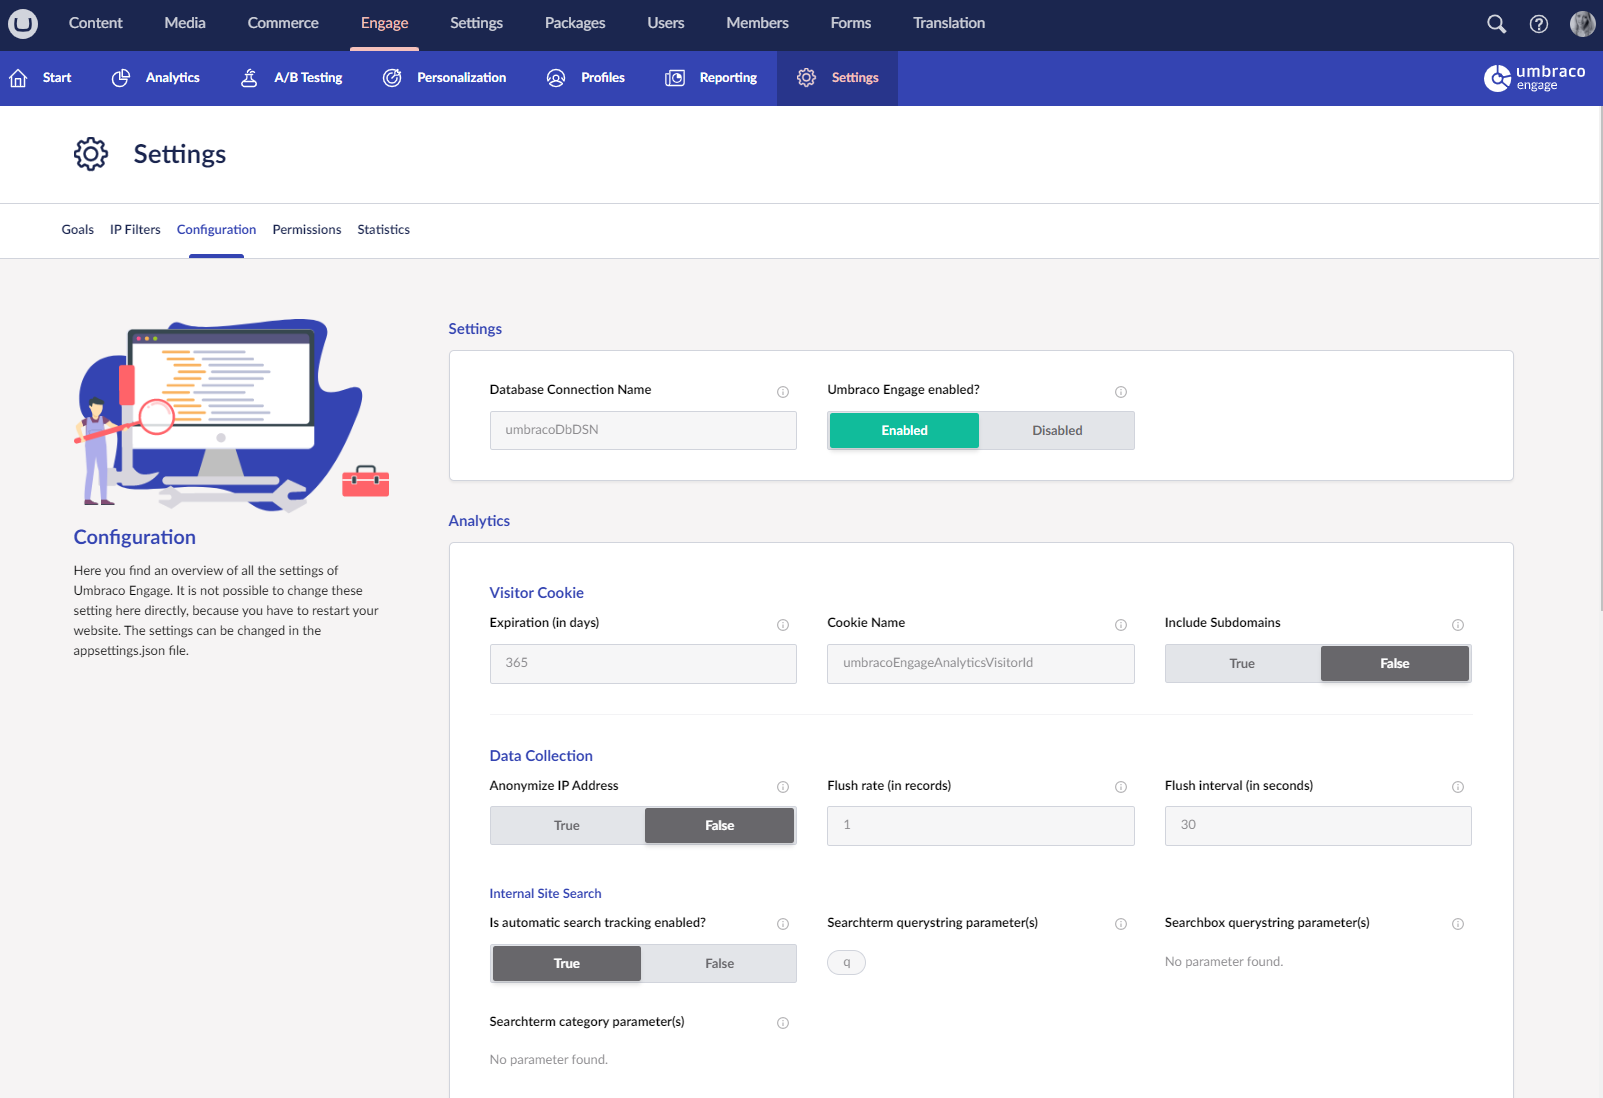 Content Media Commerce Engage Settings Packages Users Members Forms Translation
Start Analytics A/B Testing Personalization Profiles Reporting Settings
umbraco
engage
Settings
Goals IP Filters Configuration Permissions Statistics
Configuration
Here you find an overview of all the settings of
Umbraco Engage. It is not possible to change these
setting here directly, because you have to restart your
website. The settings can be changed in the
appsettings.json file.
Settings
Database Connection Name Umbraco Engage enabled?
umbracoDbDSN Enabled Disabled
Analytics
Visitor Cookie
Expiration (in days) Cookie Name Include Subdomains
365 umbracoEngageAnalyticsVisitorId True False
Data Collection
Anonymize IP Address Flush rate (in records) Flush interval (in seconds)
True False 1 30
Internal Site Search
Is automatic search tracking enabled? Searchterm querystring parameter(s) Searchbox querystring parameter(s)
True False q No parameter found.
Searchterm category parameter(s)
No parameter found.